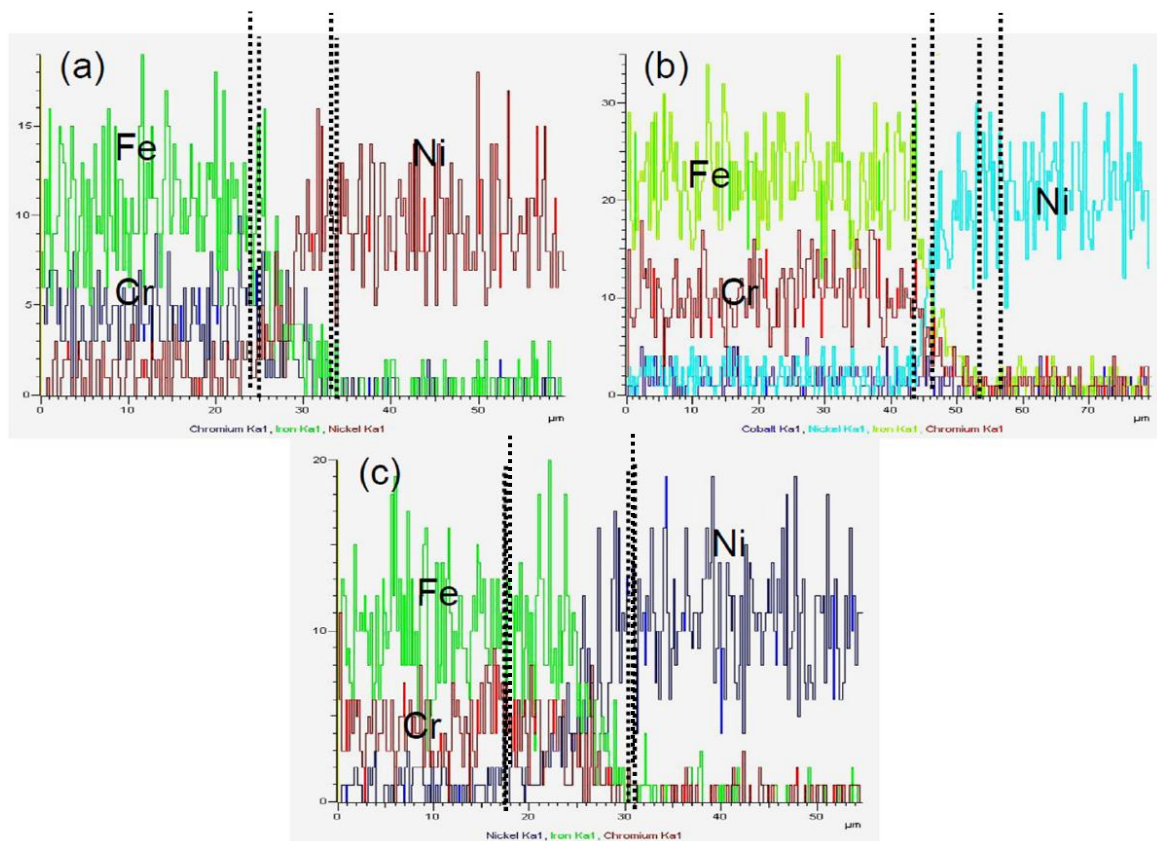 (a)
Fe
Ni
Cr
15
10
5
0
0 10 20 30 40 50
µm
Chromium Ka1, Iron Ka1, Nickel Ka1
(b)
Fe
Ni
Cr
30
20
10
0
0 10 20 30 40 50 60 70
µm
Cobalt Ka1, Nickel Ka1, Iron Ka1, Chromium Ka1
(c)
Fe
Ni
Cr
20
10
0
0 10 20 30 40 50
µm
Nickel Ka1, Iron Ka1, Chromium Ka1